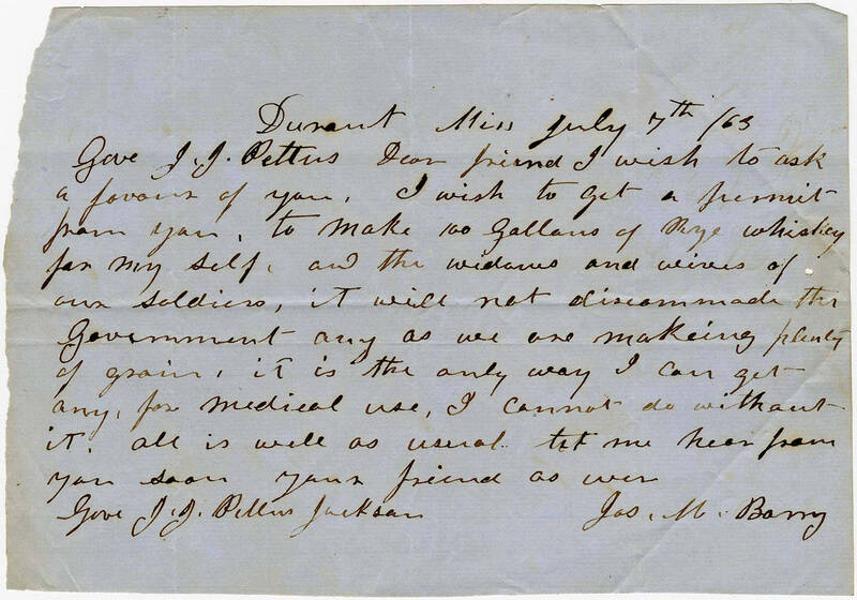 Durant Miss July 7th /63
Gove J. J. Pettus Dear friend I wish to ask
a favour of you, I wish to get a permit
from you, to make 100 Gallons of Rye whiskey
for my self, and the widows and wives of
our soldiers, it will not discommode the
Government any as we are makeing plenty
of grain, it is the only way I can get
any, for medical use, I cannot do without
it, all is well as usual. let me hear from
you soon your friend as ever
Gove J. J. Pettus Jackson Jas. M. Barry